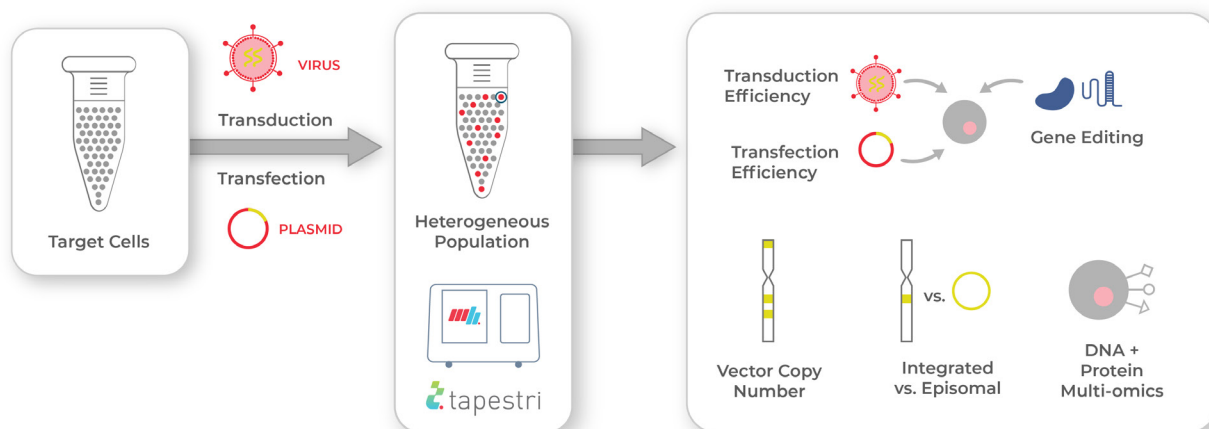 Target Cells
VIRUS
Transduction
Transfection
PLASMID
Heterogeneous
Population
tapestri
Transduction
Efficiency
Transfection
Efficiency
Gene Editing
Vector Copy
Number
vs.
Integrated
vs. Episomal
DNA +
Protein
Multi-omics